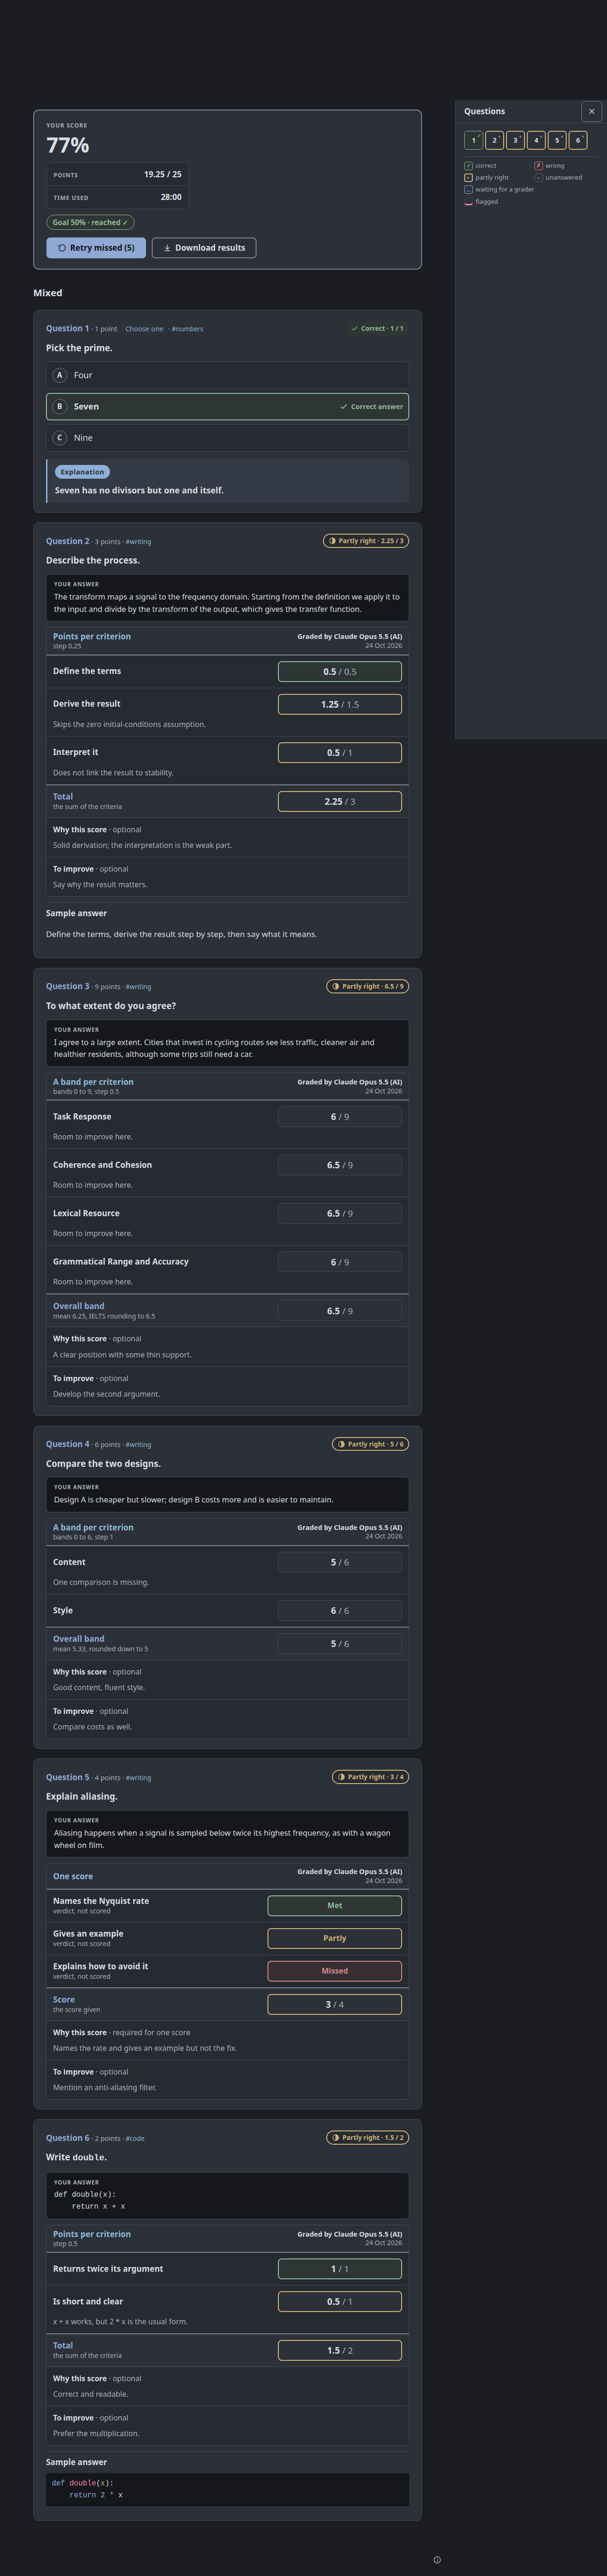 YOUR SCORE
77%
POINTS 19.25 / 25
TIME USED 28:00
Goal 50% · reached ✓
Retry missed (5) Download results
Questions
1 2 3 4 5 6
correct wrong
partly right unanswered
waiting for a grader
flagged
Mixed
Question 1 · 1 point Choose one · #numbers Correct · 1 / 1
Pick the prime.
A Four
B Seven Correct answer
C Nine
Explanation
Seven has no divisors but one and itself.
Question 2 · 3 points · #writing Partly right · 2.25 / 3
Describe the process.
YOUR ANSWER
The transform maps a signal to the frequency domain. Starting from the definition we apply it to
the input and divide by the transform of the output, which gives the transfer function.
Points per criterion Graded by Claude Opus 5.5 (AI)
step 0.25 24 Oct 2026
Define the terms 0.5 / 0.5
Derive the result 1.25 / 1.5
Skips the zero initial-conditions assumption.
Interpret it 0.5 / 1
Does not link the result to stability.
Total 2.25 / 3
the sum of the criteria
Why this score · optional
Solid derivation; the interpretation is the weak part.
To improve · optional
Say why the result matters.
Sample answer
Define the terms, derive the result step by step, then say what it means.
Question 3 · 9 points · #writing Partly right · 6.5 / 9
To what extent do you agree?
YOUR ANSWER
I agree to a large extent. Cities that invest in cycling routes see less traffic, cleaner air and
healthier residents, although some trips still need a car.
A band per criterion Graded by Claude Opus 5.5 (AI)
bands 0 to 9, step 0.5 24 Oct 2026
Task Response 6 / 9
Room to improve here.
Coherence and Cohesion 6.5 / 9
Room to improve here.
Lexical Resource 6.5 / 9
Room to improve here.
Grammatical Range and Accuracy 6 / 9
Room to improve here.
Overall band 6.5 / 9
mean 6.25, IELTS rounding to 6.5
Why this score · optional
A clear position with some thin support.
To improve · optional
Develop the second argument.
Question 4 · 6 points · #writing Partly right · 5 / 6
Compare the two designs.
YOUR ANSWER
Design A is cheaper but slower; design B costs more and is easier to maintain.
A band per criterion Graded by Claude Opus 5.5 (AI)
bands 0 to 6, step 1 24 Oct 2026
Content 5 / 6
One comparison is missing.
Style 6 / 6
Overall band 5 / 6
mean 5.33, rounded down to 5
Why this score · optional
Good content, fluent style.
To improve · optional
Compare costs as well.
Question 5 · 4 points · #writing Partly right · 3 / 4
Explain aliasing.
YOUR ANSWER
Aliasing happens when a signal is sampled below twice its highest frequency, as with a wagon
wheel on film.
One score Graded by Claude Opus 5.5 (AI)
24 Oct 2026
Names the Nyquist rate Met
verdict, not scored
Gives an example Partly
verdict, not scored
Explains how to avoid it Missed
verdict, not scored
Score 3 / 4
the score given
Why this score · required for one score
Names the rate and gives an example but not the fix.
To improve · optional
Mention an anti-aliasing filter.
Question 6 · 2 points · #code Partly right · 1.5 / 2
Write double.
YOUR ANSWER
def double(x):
    return x + x
Points per criterion Graded by Claude Opus 5.5 (AI)
step 0.5 24 Oct 2026
Returns twice its argument 1 / 1
Is short and clear 0.5 / 1
x + x works, but 2 * x is the usual form.
Total 1.5 / 2
the sum of the criteria
Why this score · optional
Correct and readable.
To improve · optional
Prefer the multiplication.
Sample answer
def double(x):
    return 2 * x